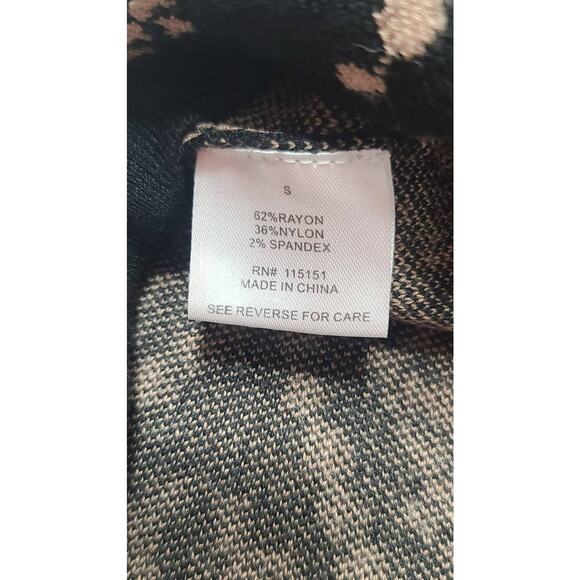 S
62%RAYON
36%NYLON
2% SPANDEX
RN# 115151
MADE IN CHINA
SEE REVERSE FOR CARE